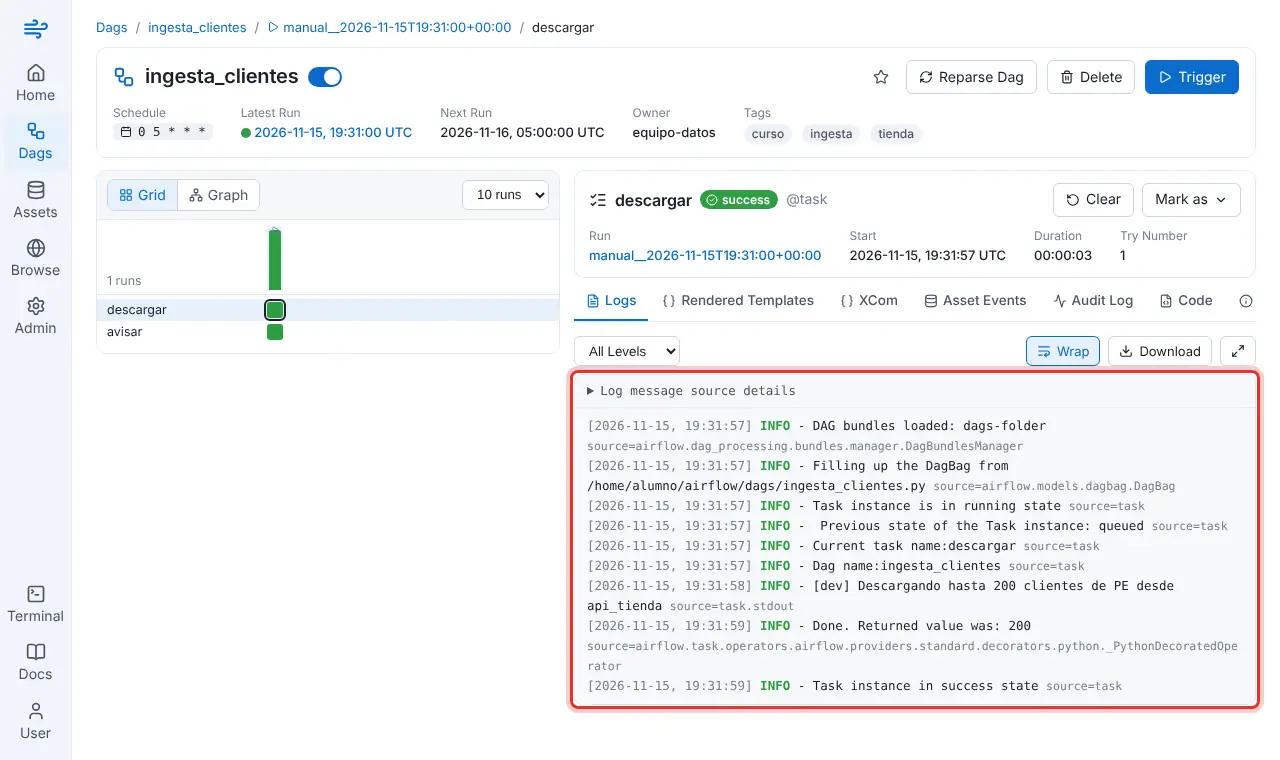 Dags / ingesta_clientes / manual__2026-11-15T19:31:00+00:00 / descargar
Home
Dags
Assets
Browse
Admin
Terminal
Docs
User
ingesta_clientes
Reparse Dag
Delete
Trigger
Schedule
0 5 * * *
Latest Run
2026-11-15, 19:31:00 UTC
Next Run
2026-11-16, 05:00:00 UTC
Owner
equipo-datos
Tags
curso ingesta tienda
Grid
Graph
10 runs
1 runs
descargar
avisar
descargar success @task
Clear
Mark as
Run
manual__2026-11-15T19:31:00+00:00
Start
2026-11-15, 19:31:57 UTC
Duration
00:00:03
Try Number
1
Logs
Rendered Templates
XCom
Asset Events
Audit Log
Code
All Levels
Wrap
Download
Log message source details
[2026-11-15, 19:31:57] INFO - DAG bundles loaded: dags-folder
source=airflow.dag_processing.bundles.manager.DagBundlesManager
[2026-11-15, 19:31:57] INFO - Filling up the DagBag from
/home/alumno/airflow/dags/ingesta_clientes.py source=airflow.models.dagbag.DagBag
[2026-11-15, 19:31:57] INFO - Task instance is in running state source=task
[2026-11-15, 19:31:57] INFO -  Previous state of the Task instance: queued source=task
[2026-11-15, 19:31:57] INFO - Current task name:descargar source=task
[2026-11-15, 19:31:57] INFO - Dag name:ingesta_clientes source=task
[2026-11-15, 19:31:58] INFO - [dev] Descargando hasta 200 clientes de PE desde
api_tienda source=task.stdout
[2026-11-15, 19:31:59] INFO - Done. Returned value was: 200
source=airflow.task.operators.airflow.providers.standard.decorators.python._PythonDecoratedOpe
rator
[2026-11-15, 19:31:59] INFO - Task instance in success state source=task